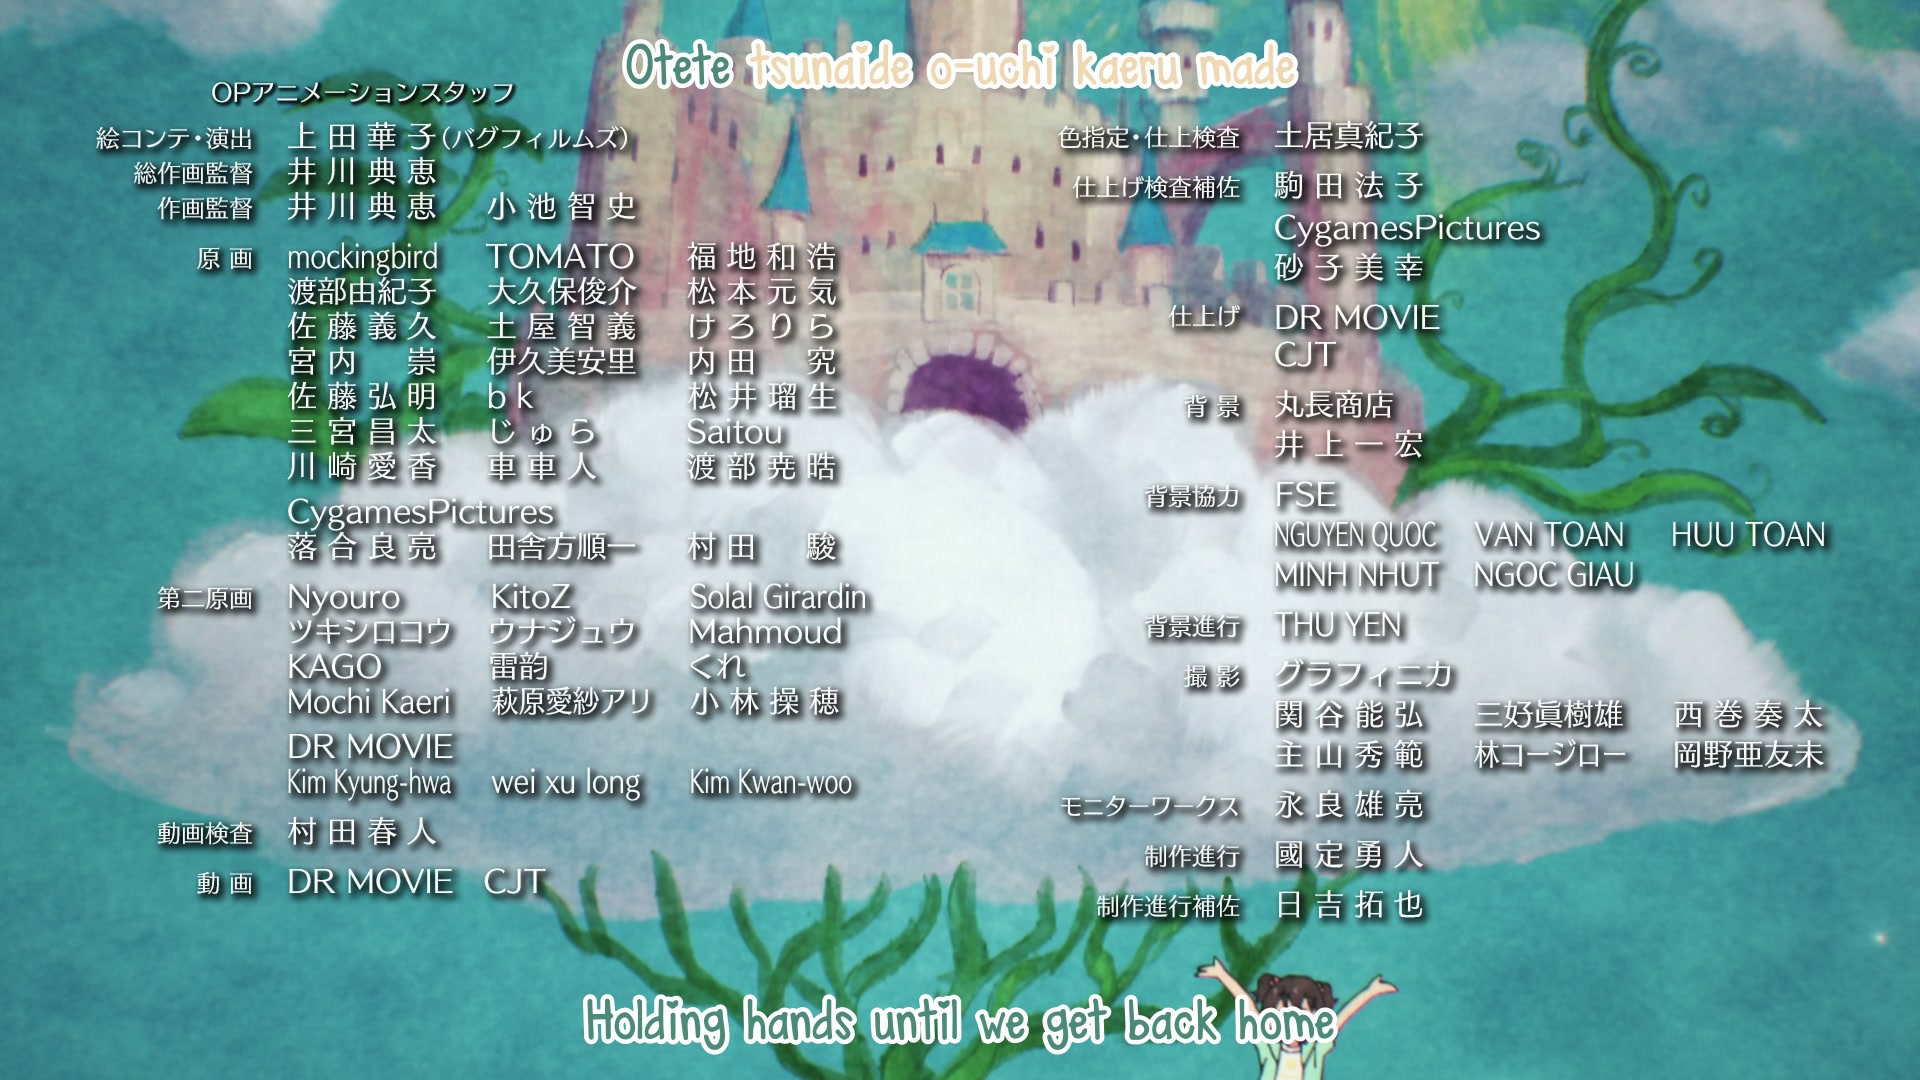 Otete tsunaide o-uchi kaeru made
OPアニメーションスタッフ
絵コンテ・演出 上田華子(バグフィルムズ)
総作画監督 井川典恵
作画監督 井川典恵 小池智史
原画 mockingbird TOMATO 福地和浩
渡部由紀子 大久保俊介 松本元気
佐藤義久 土屋智義 けろりら
宮内 崇 伊久美安里 内田 究
佐藤弘明 bk 松井瑠生
三宮昌太 じゅら Saitou
川崎愛香 車車人 渡部尭晧
CygamesPictures
落合良亮 田舎方順一 村田 駿
第二原画 Nyouro KitoZ Solal Girardin
ツキシロコウ ウナジュウ Mahmoud
KAGO 雷韵 くれ
Mochi Kaeri 萩原愛紗アリ 小林操穂
DR MOVIE
Kim Kyung-hwa wei xu long Kim Kwan-woo
動画検査 村田春人
動画 DR MOVIE CJT
色指定・仕上検査 土居真紀子
仕上げ検査補佐 駒田法子
CygamesPictures
砂子美幸
仕上げ DR MOVIE
CJT
背景 丸長商店
井上一宏
背景協力 FSE
NGUYEN QUOC VAN TOAN HUU TOAN
MINH NHUT NGOC GIAU
背景進行 THU YEN
撮影 グラフィニカ
関谷能弘 三好眞樹雄 西巻奏太
主山秀範 林コージロー 岡野亜友未
モニターワークス 永良雄亮
制作進行 國定勇人
制作進行補佐 日吉拓也
Holding hands until we get back home